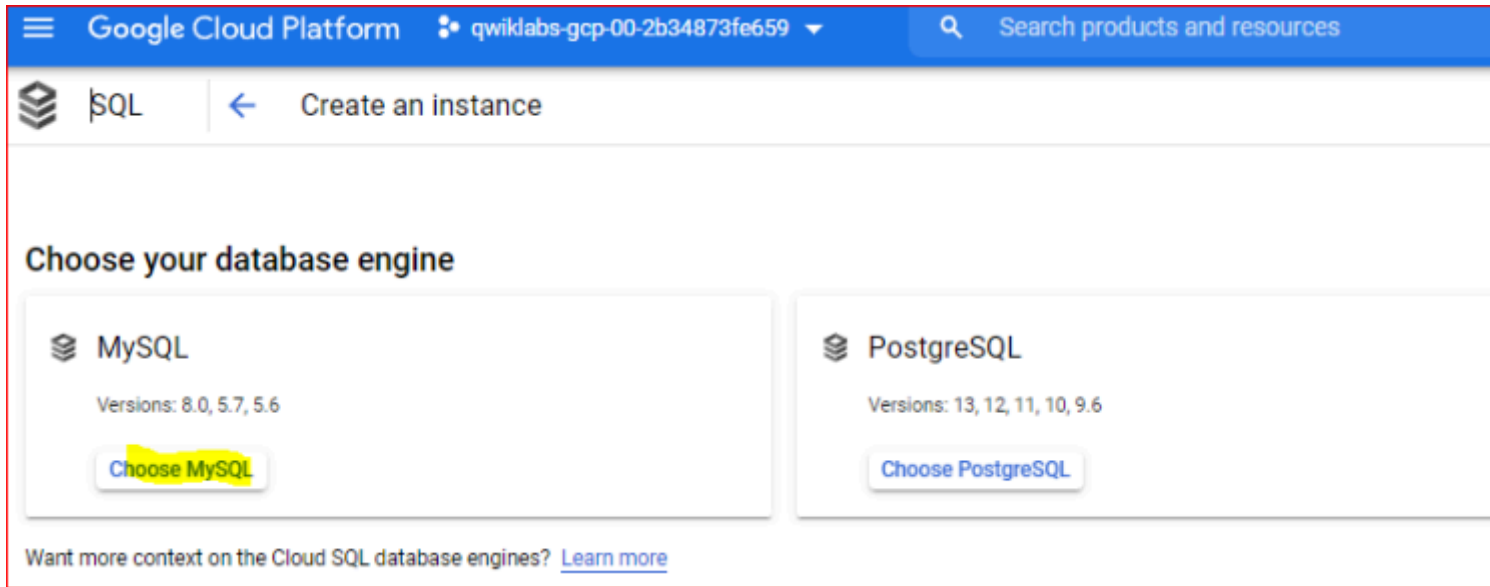 Google Cloud Platform qwiklabs-gcp-00-2b34873fe659 Search products and resources
SQL Create an instance
Choose your database engine
MySQL
Versions: 8.0, 5.7, 5.6
Choose MySQL
PostgreSQL
Versions: 13, 12, 11, 10, 9.6
Choose PostgreSQL
Want more context on the Cloud SQL database engines? Learn more